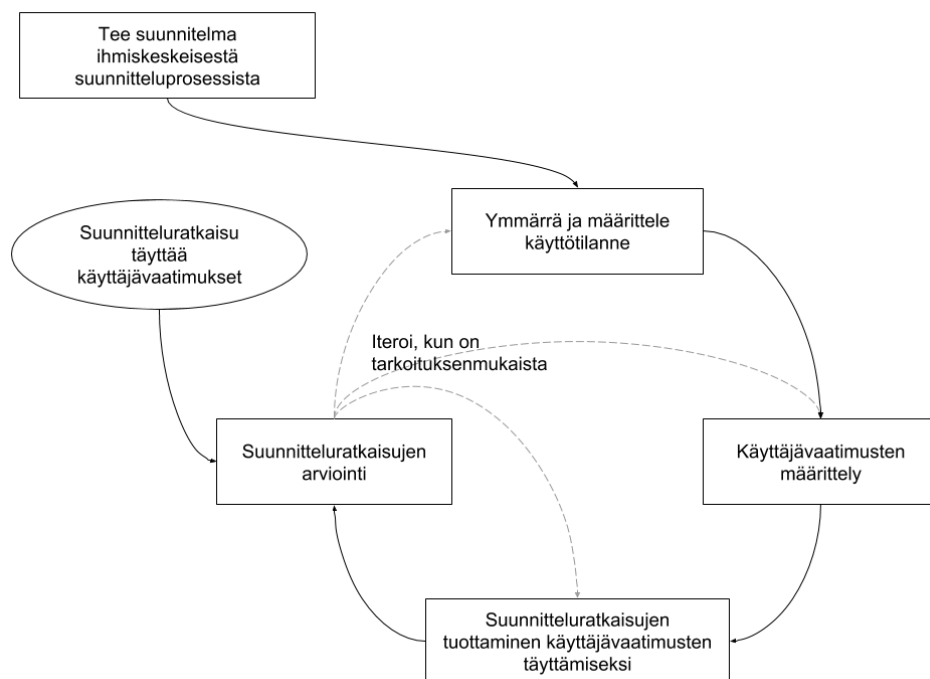 Tee suunnitelma
ihmiskeskeisestä
suunnitteluprosessista
Ymmärrä ja määrittele
käyttötilanne
Suunnitteluratkaisu
täyttää
käyttäjävaatimukset
Iteroi, kun on
tarkoituksenmukaista
Suunnitteluratkaisujen
arviointi
Käyttäjävaatimusten
määrittely
Suunnitteluratkaisujen
tuottaminen käyttäjävaatimusten
täyttämiseksi